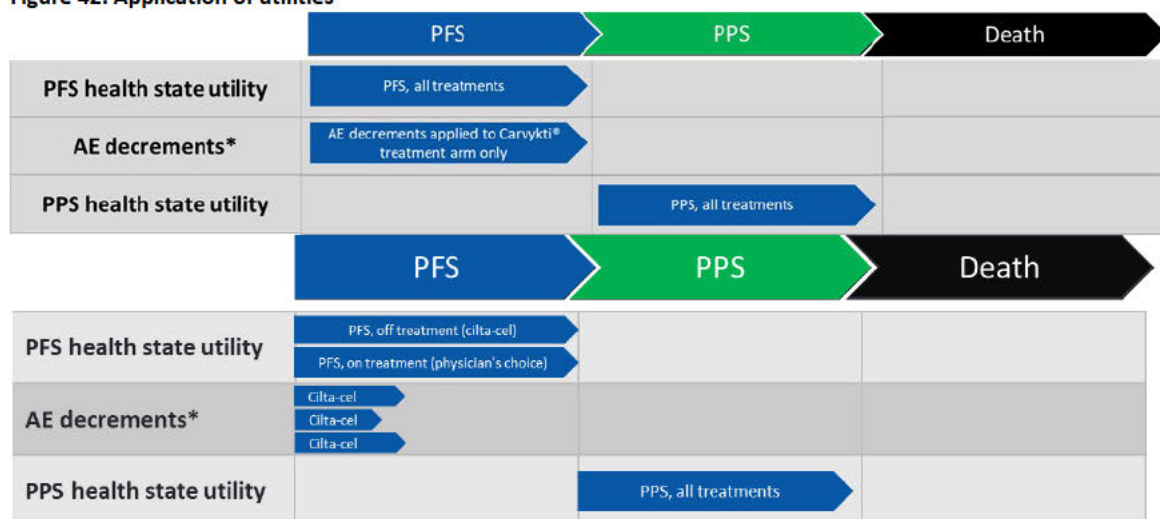 Figure 42: Application of utilities
PFS PPS Death
PFS health state utility PFS, all treatments
AE decrements* AE decrements applied to Carvykti®
treatment arm only
PPS health state utility PPS, all treatments
PFS PPS Death
PFS health state utility PFS, off treatment (cilta-cel)
PFS, on treatment (physician's choice)
AE decrements* Cilta-cel
Cilta-cel
Cilta-cel
PPS health state utility PPS, all treatments